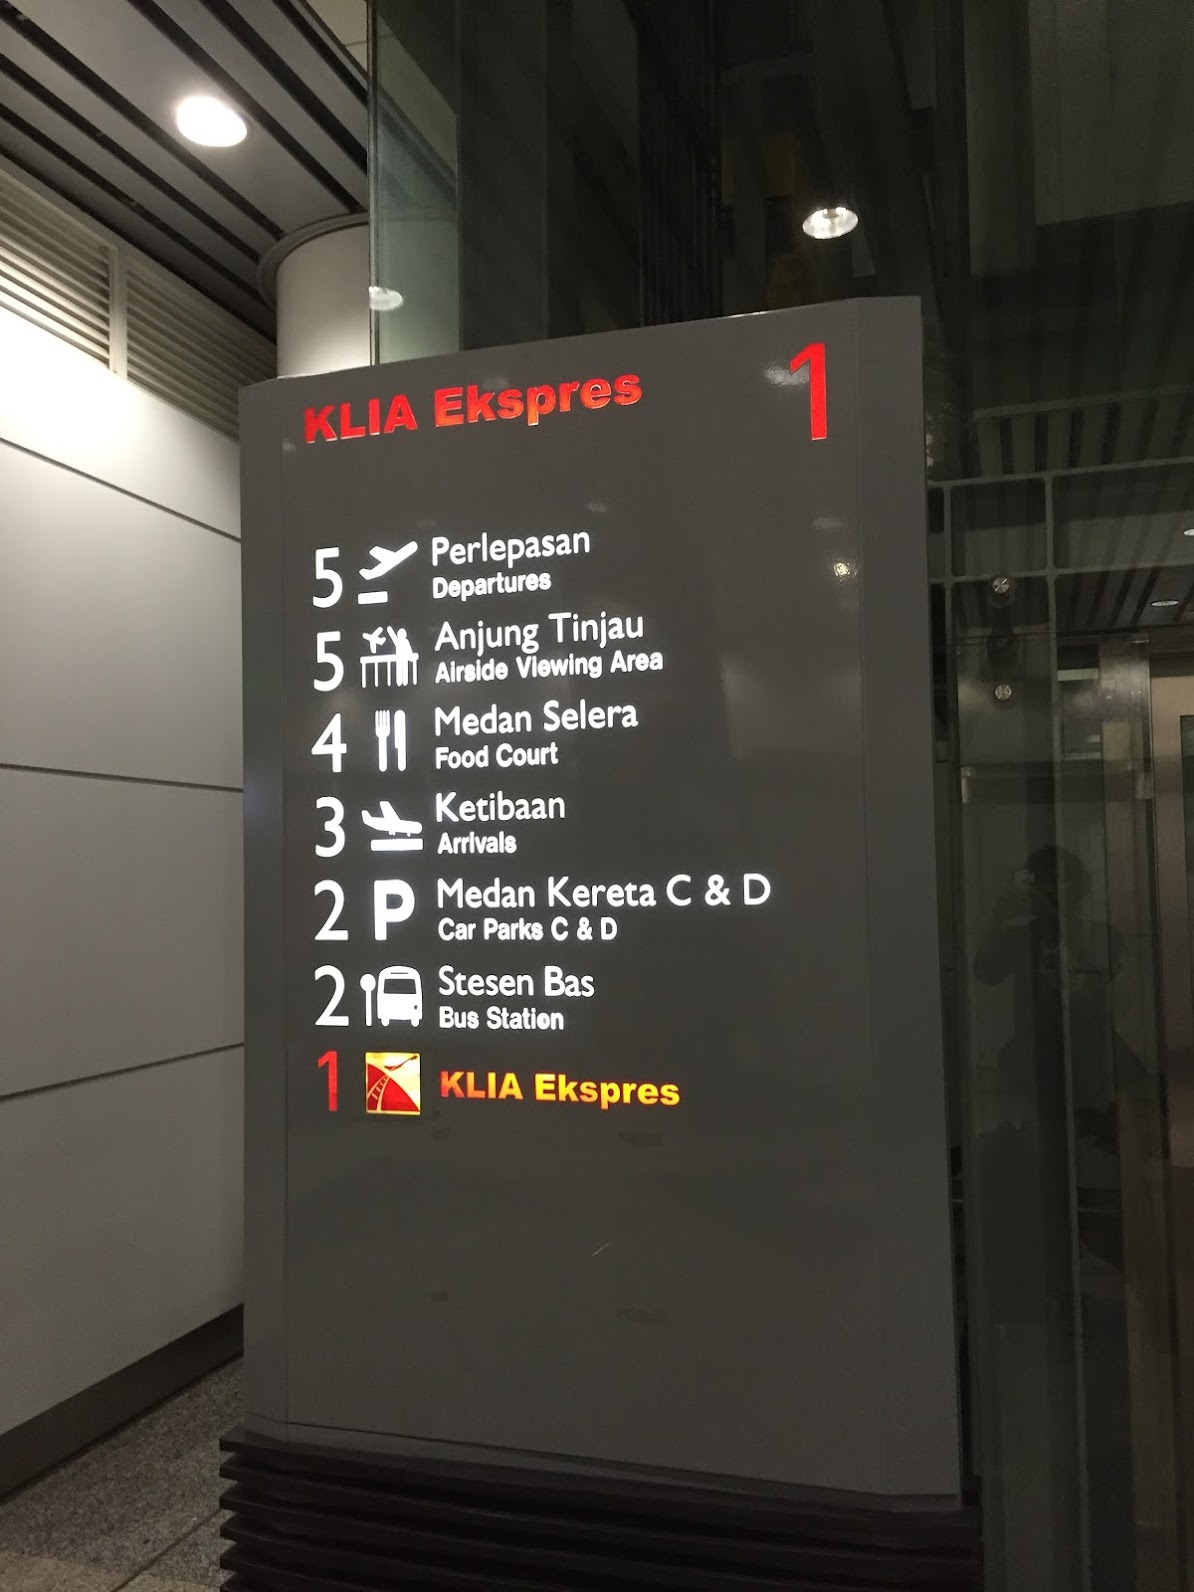 KLIA Ekspres 1
5 Perlepasan
Departures
5 Anjung Tinjau
Airside Viewing Area
4 Medan Selera
Food Court
3 Ketibaan
Arrivals
2 P Medan Kereta C & D
Car Parks C & D
2 Stesen Bas
Bus Station
1 KLIA Ekspres